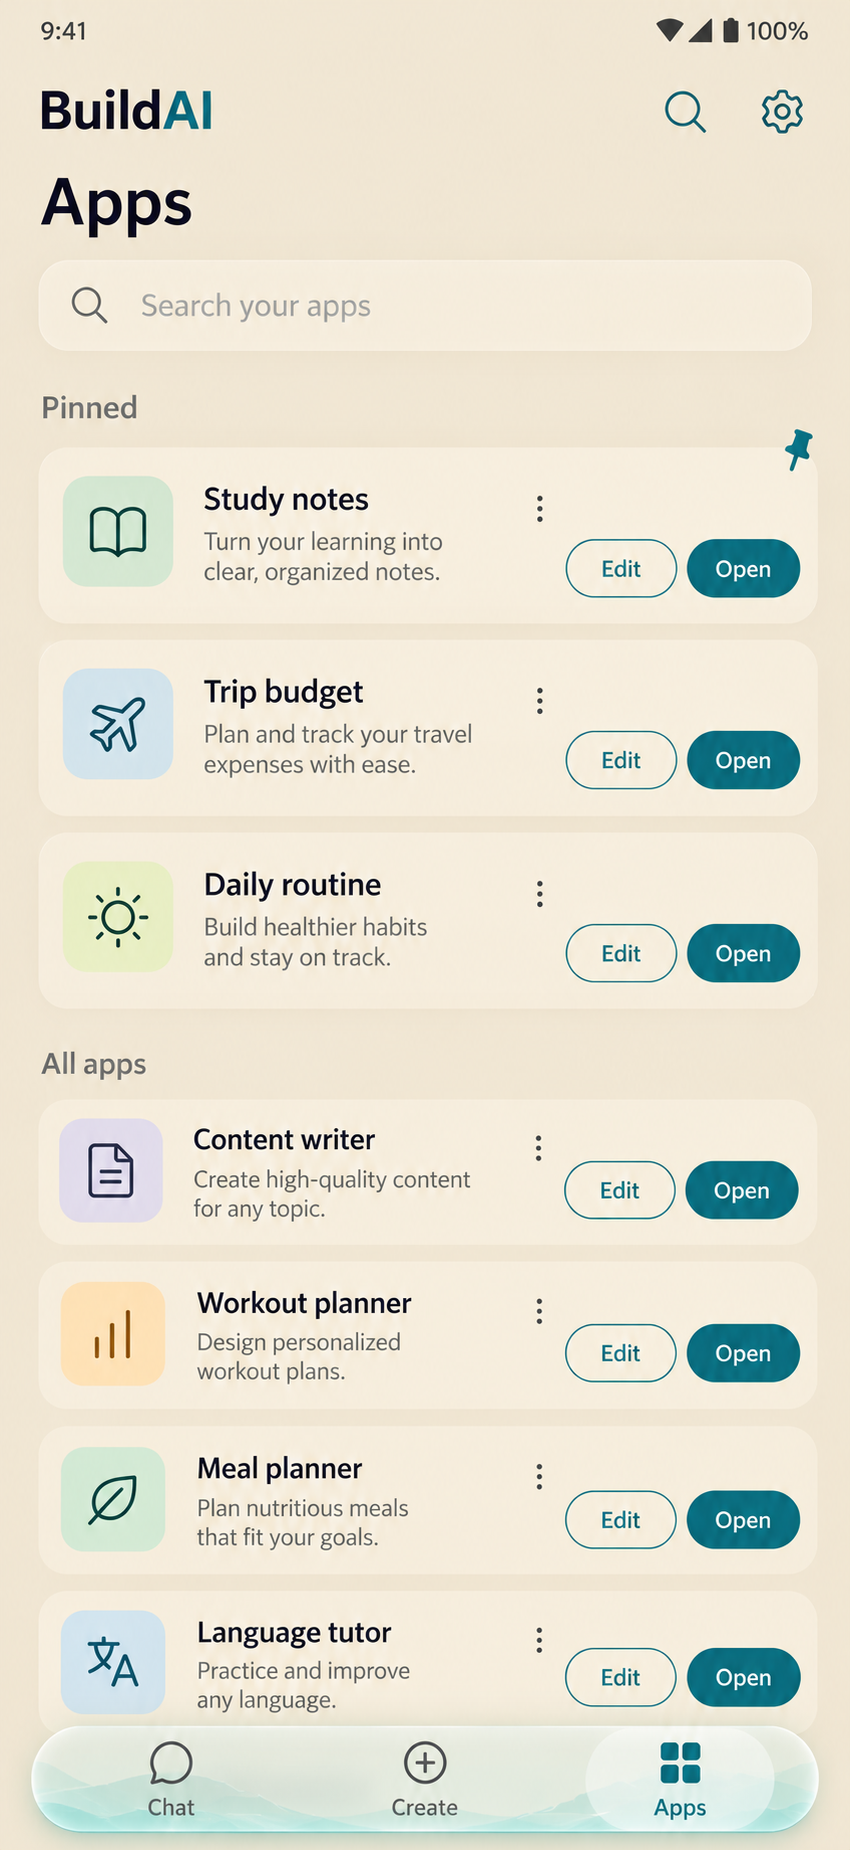 9:41
100%
BuildAI
Apps
Search your apps
Pinned
Study notes
Turn your learning into
clear, organized notes.
Edit
Open
Trip budget
Plan and track your travel
expenses with ease.
Edit
Open
Daily routine
Build healthier habits
and stay on track.
Edit
Open
All apps
Content writer
Create high-quality content
for any topic.
Edit
Open
Workout planner
Design personalized
workout plans.
Edit
Open
Meal planner
Plan nutritious meals
that fit your goals.
Edit
Open
文A
Language tutor
Practice and improve
any language.
Edit
Open
Chat
Create
Apps